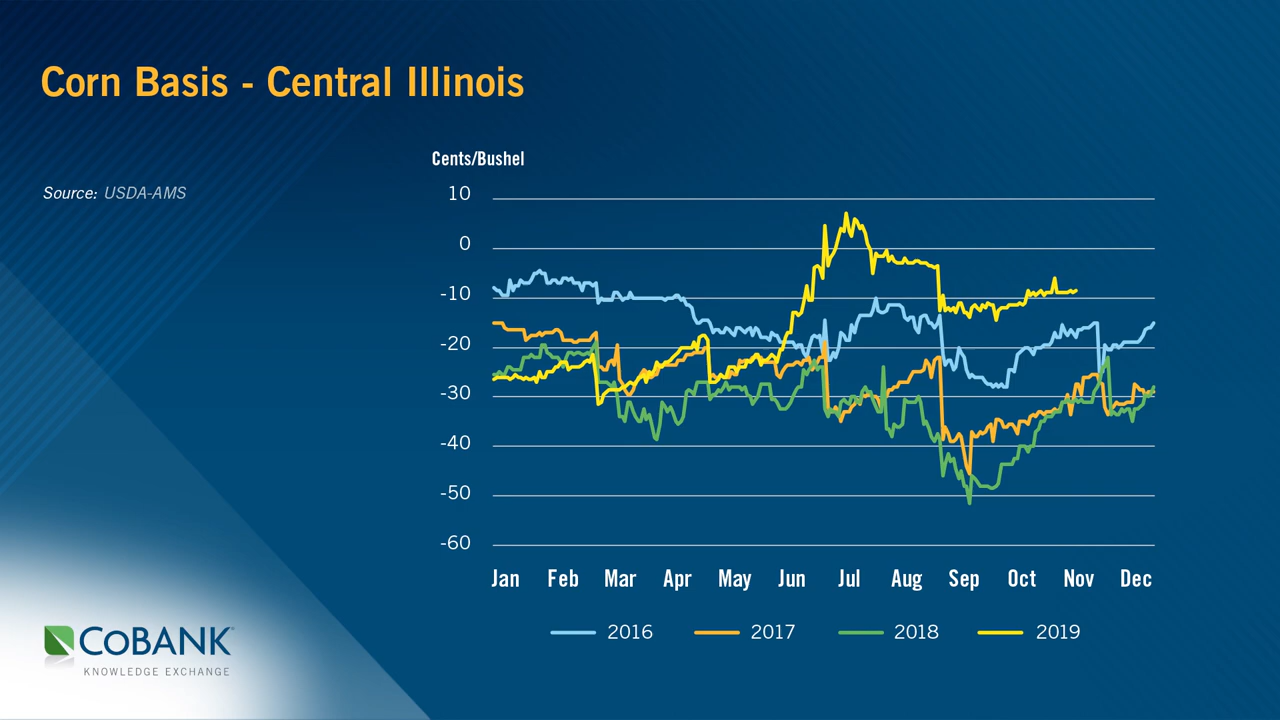 Corn Basis - Central Illinois
Cents/Bushel
Source: USDA-AMS
10
0
-10
-20
-30
-40
-50
-60
Jan Feb Mar Apr May Jun Jul Aug Sep Oct Nov Dec
2016 2017 2018 2019
COBANK
KNOWLEDGE EXCHANGE